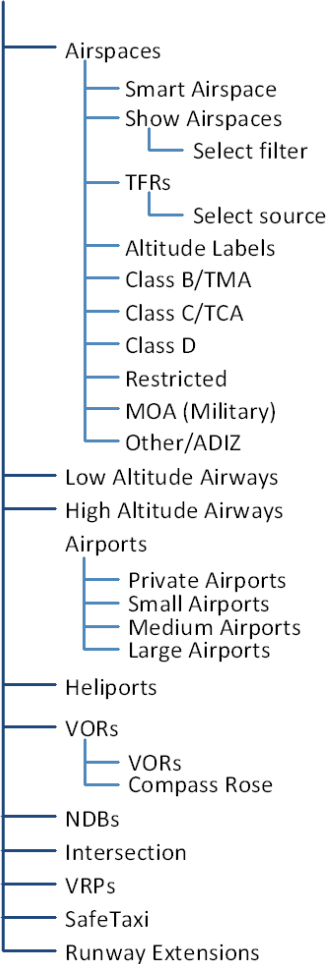 Airspaces
Smart Airspace
Show Airspaces
Select filter
TFRs
Select source
Altitude Labels
Class B/TMA
Class C/TCA
Class D
Restricted
MOA (Military)
Other/ADIZ
Low Altitude Airways
High Altitude Airways
Airports
Private Airports
Small Airports
Medium Airports
Large Airports
Heliports
VORs
VORs
Compass Rose
NDBs
Intersection
VRPs
SafeTaxi
Runway Extensions